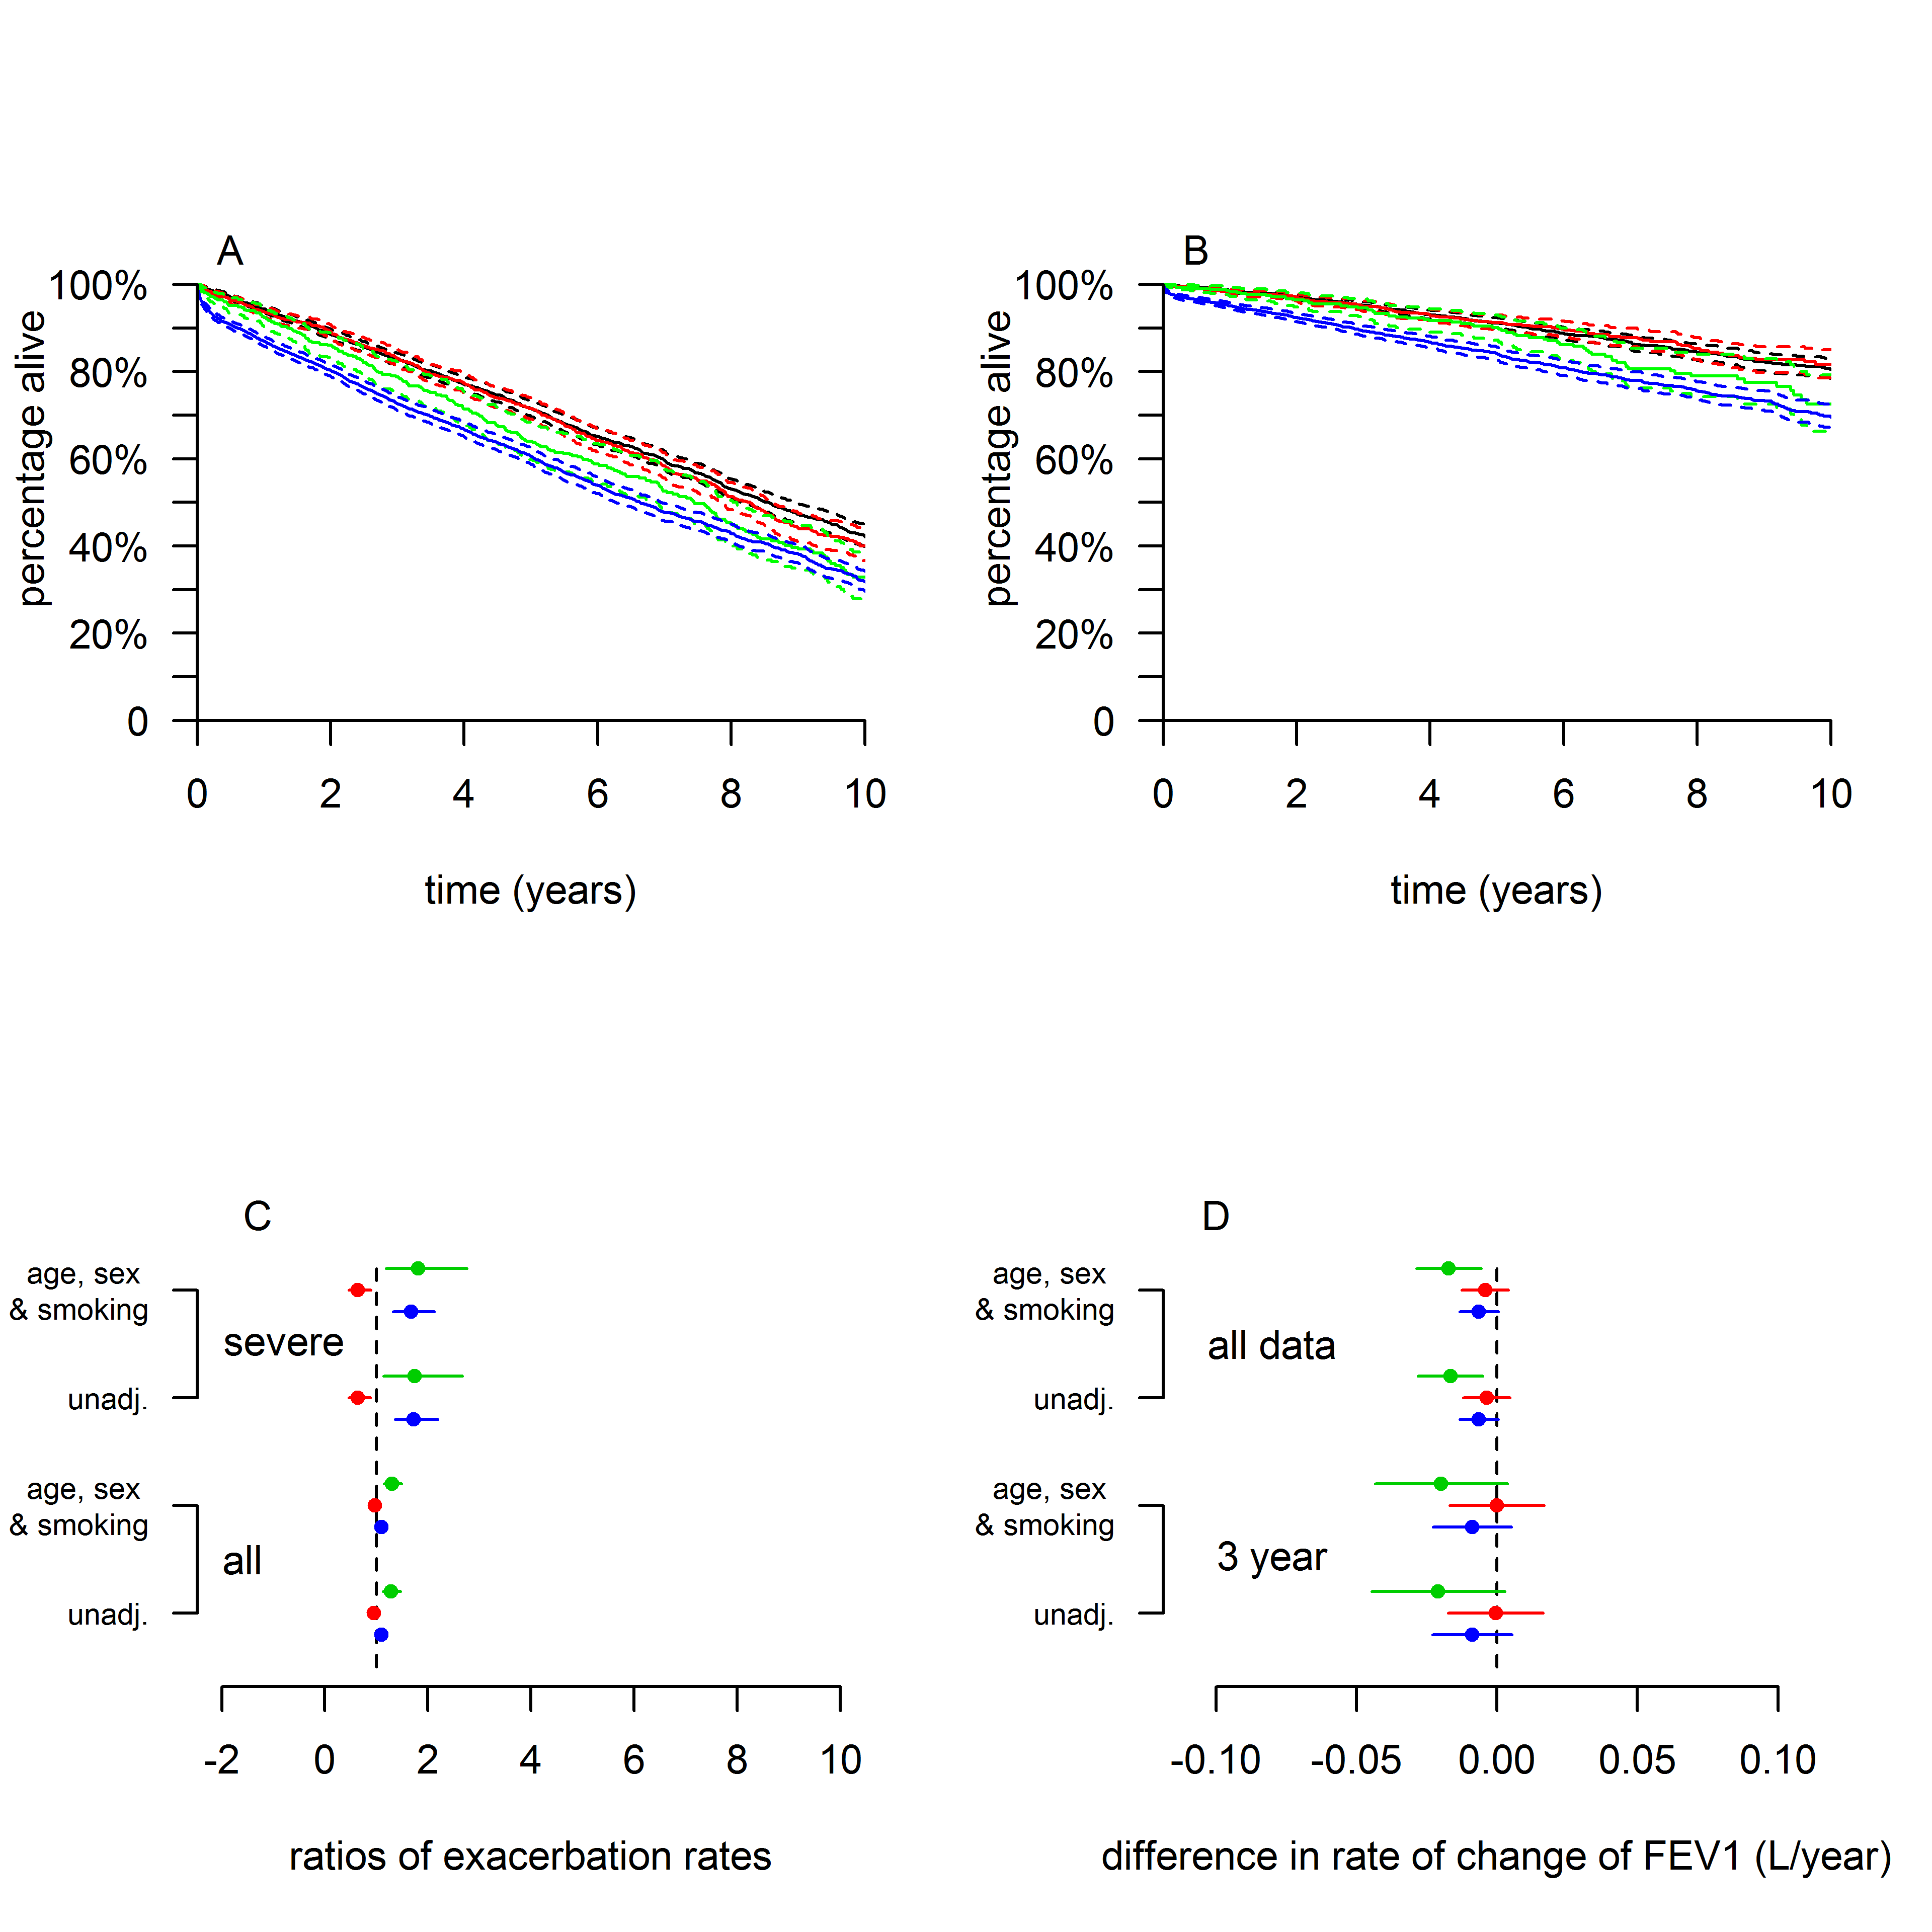 A
percentage alive
100%
80%
60%
40%
20%
0
0 2 4 6 8 10
time (years)
B
percentage alive
100%
80%
60%
40%
20%
0
0 2 4 6 8 10
time (years)
C
age, sex
& smoking
severe
unadj.
age, sex
& smoking
all
unadj.
-2 0 2 4 6 8 10
ratios of exacerbation rates
D
age, sex
& smoking
all data
unadj.
age, sex
& smoking
3 year
unadj.
-0.10 -0.05 0.00 0.05 0.10
difference in rate of change of FEV1 (L/year)